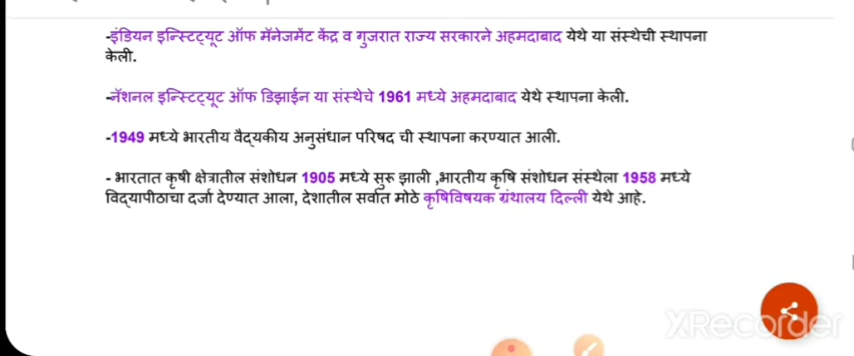 -इंडियन इन्स्टिट्यूट ऑफ मॅनेजमेंट केंद्र व गुजरात राज्य सरकारने अहमदाबाद येथे या संस्थेची स्थापना
केली.
-नॅशनल इन्स्टिट्यूट ऑफ डिझाईन या संस्थेचे 1961 मध्ये अहमदाबाद येथे स्थापना केली.
-1949 मध्ये भारतीय वैद्यकीय अनुसंधान परिषद ची स्थापना करण्यात आली.
- भारतात कृषी क्षेत्रातील संशोधन 1905 मध्ये सुरू झाली ,भारतीय कृषि संशोधन संस्थेला 1958 मध्ये
विद्यापीठाचा दर्जा देण्यात आला, देशातील सर्वात मोठे कृषिविषयक ग्रंथालय दिल्ली येथे आहे.
XRecorder